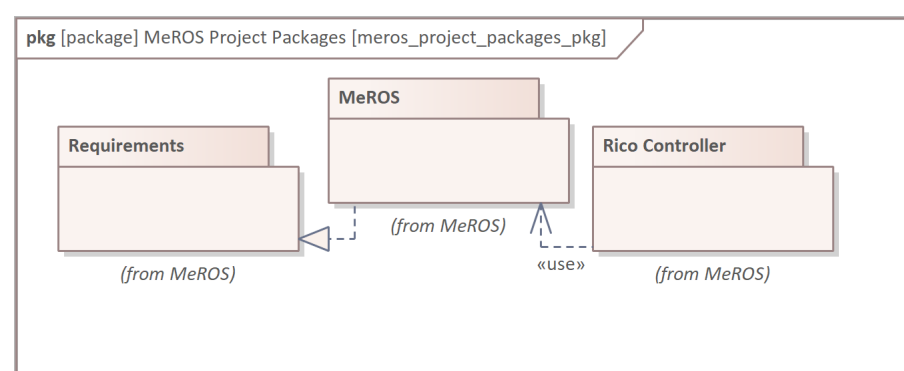 pkg [package] MeROS Project Packages [meros_project_packages_pkg]
MeROS
Requirements
Rico Controller
(from MeROS)
«use»
(from MeROS)
(from MeROS)